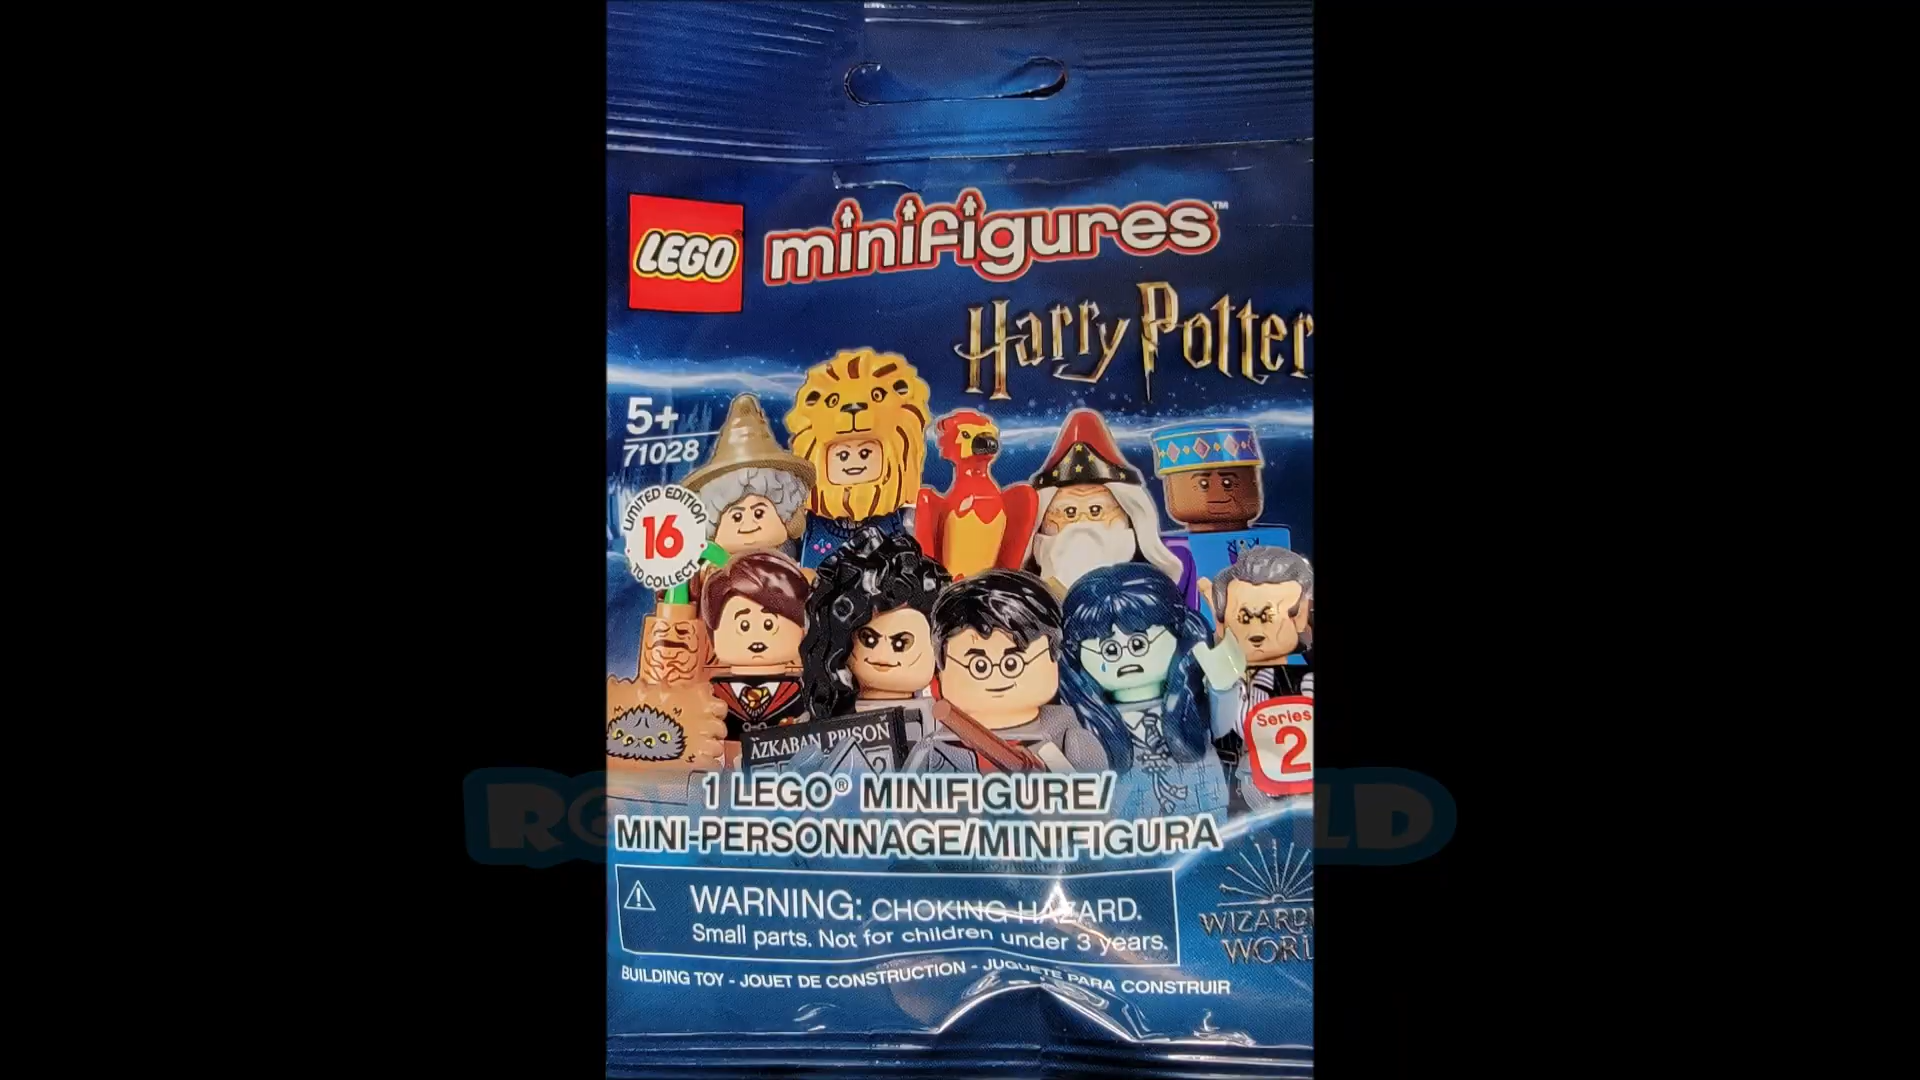 LEGO
minifigures™
Harry Potter
5+
71028
LIMITED EDITION
16
TO COLLECT
AZKABAN PRISON
Series
2
1 LEGO® MINIFIGURE/
MINI-PERSONNAGE/MINIFIGURA
WARNING: CHOKING HAZARD.
Small parts. Not for children under 3 years.
BUILDING TOY - JOUET DE CONSTRUCTION - JUGUETE PARA CONSTRUIR